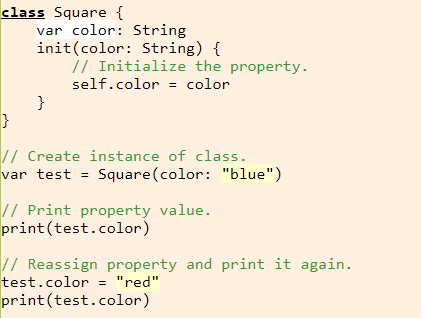 class Square {
    var color: String
    init(color: String) {
        // Initialize the property.
        self.color = color
    }
}

// Create instance of class.
var test = Square(color: "blue")

// Print property value.
print(test.color)

// Reassign property and print it again.
test.color = "red"
print(test.color)